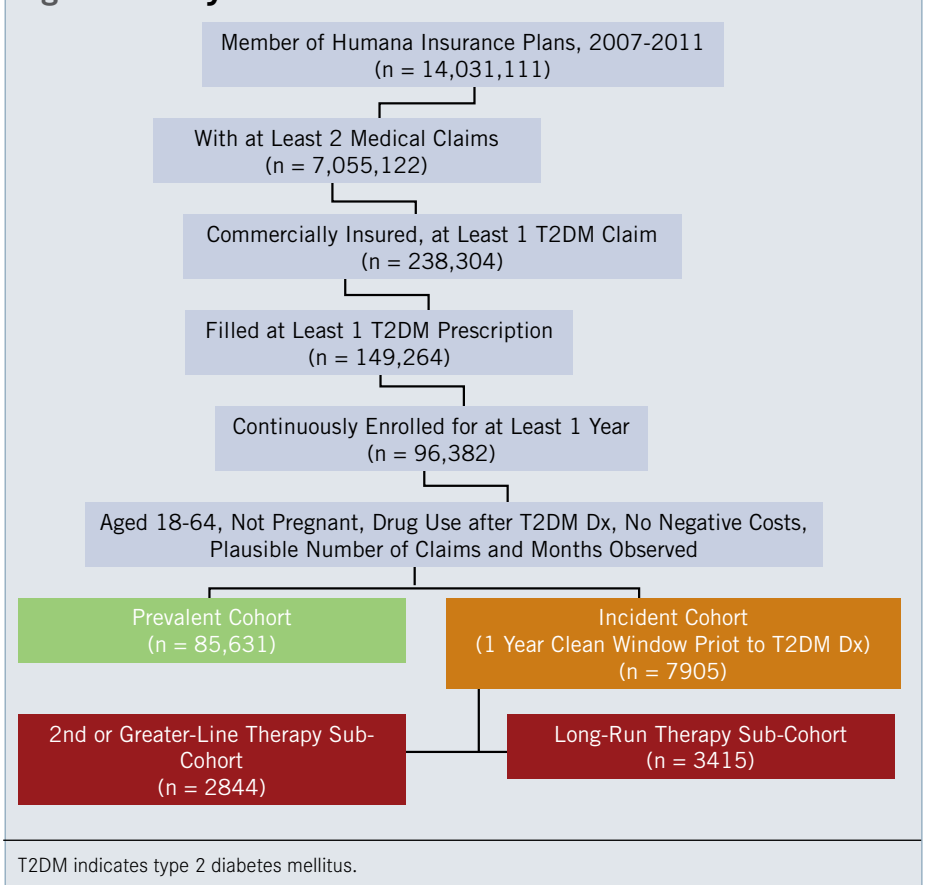 Member of Humana Insurance Plans, 2007-2011
(n = 14,031,111)
With at Least 2 Medical Claims
(n = 7,055,122)
Commercially Insured, at Least 1 T2DM Claim
(n = 238,304)
Filled at Least 1 T2DM Prescription
(n = 149,264)
Continuously Enrolled for at Least 1 Year
(n = 96,382)
Aged 18-64, Not Pregnant, Drug Use after T2DM Dx, No Negative Costs,
Plausible Number of Claims and Months Observed
Prevalent Cohort
(n = 85,631)
Incident Cohort
(1 Year Clean Window Priot to T2DM Dx)
(n = 7905)
2nd or Greater-Line Therapy Sub-
Cohort
(n = 2844)
Long-Run Therapy Sub-Cohort
(n = 3415)
T2DM indicates type 2 diabetes mellitus.